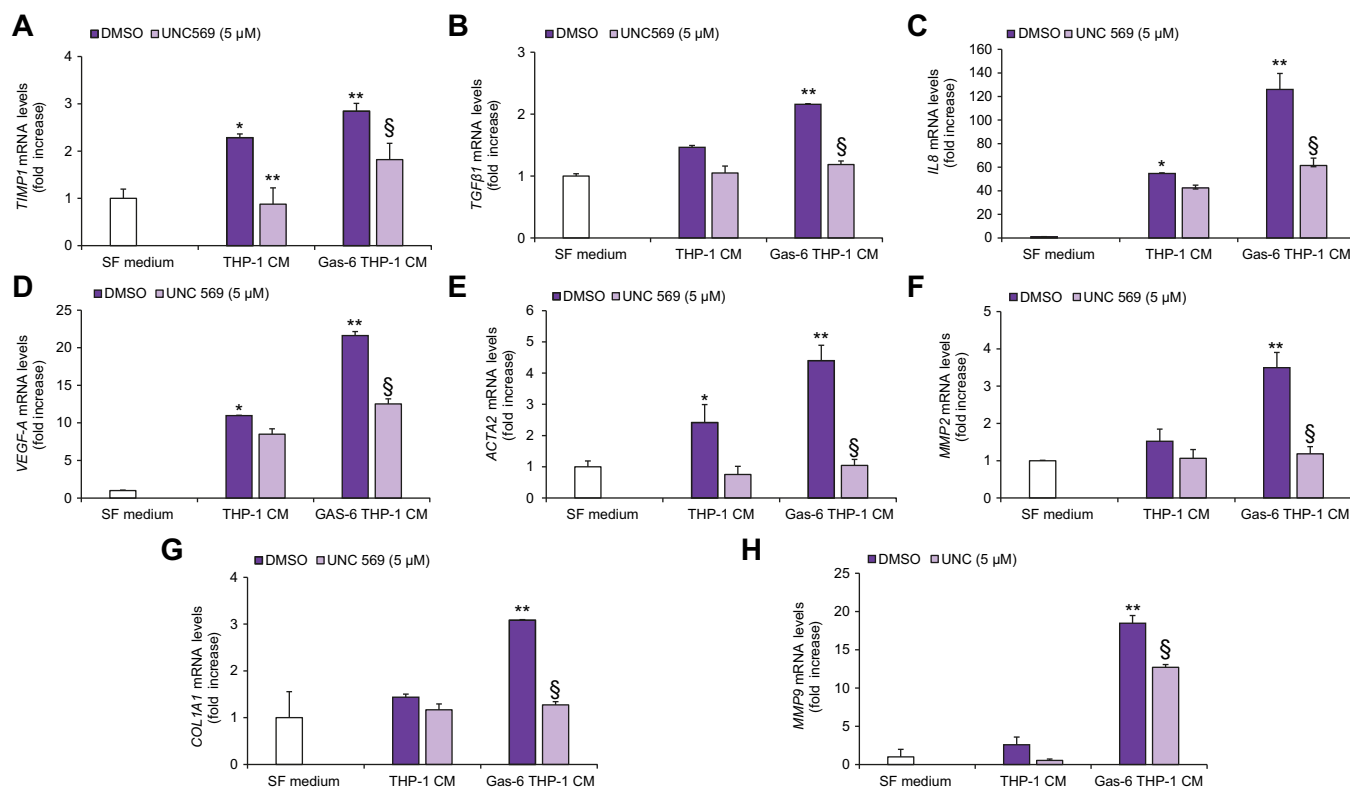 A
DMSO UNC569 (5 µM)
TIMP1 mRNA levels
(fold increase)
4
3
2
1
0
*
**
**
§
SF medium THP-1 CM Gas-6 THP-1 CM
B
DMSO UNC569 (5 µM)
TGFβ1 mRNA levels
(fold increase)
3
2
1
0
**
§
SF medium THP-1 CM Gas-6 THP-1 CM
C
DMSO UNC 569 (5 µM)
IL8 mRNA levels
(fold increase)
160
140
120
100
80
60
40
20
0
*
**
§
SF medium THP-1 CM Gas-6 THP-1 CM
D
DMSO UNC 569 (5 µM)
VEGF-A mRNA levels
(fold increase)
25
20
15
10
5
0
*
**
§
SF medium THP-1 CM GAS-6 THP-1 CM
E
DMSO UNC 569 (5 µM)
ACTA2 mRNA levels
(fold increase)
6
5
4
3
2
1
0
*
**
§
SF medium THP-1 CM Gas-6 THP-1 CM
F
DMSO UNC 569 (5 µM)
MMP2 mRNA levels
(fold increase)
5
4
3
2
1
0
**
§
SF medium THP-1 CM Gas-6 THP-1 CM
G
DMSO UNC 569 (5 µM)
COL1A1 mRNA levels
(fold increase)
4
3
2
1
0
**
§
SF medium THP-1 CM Gas-6 THP-1 CM
H
DMSO UNC (5 µM)
MMP9 mRNA levels
(fold increase)
25
20
15
10
5
0
**
§
SF medium THP-1 CM Gas-6 THP-1 CM